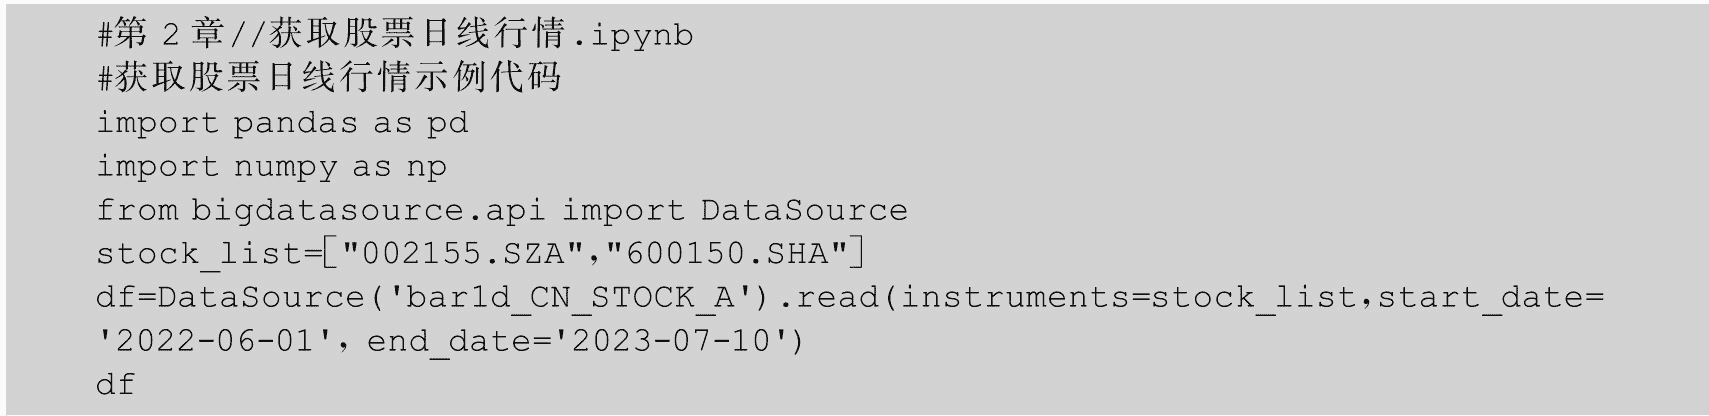 #第 2 章//获取股票日线行情.ipynb
#获取股票日线行情示例代码
import pandas as pd
import numpy as np
from bigdatasource.api import DataSource
stock_list=["002155.SZA","600150.SHA"]
df=DataSource('bar1d_CN_STOCK_A').read(instruments=stock_list,start_date=
'2022-06-01', end_date='2023-07-10')
df